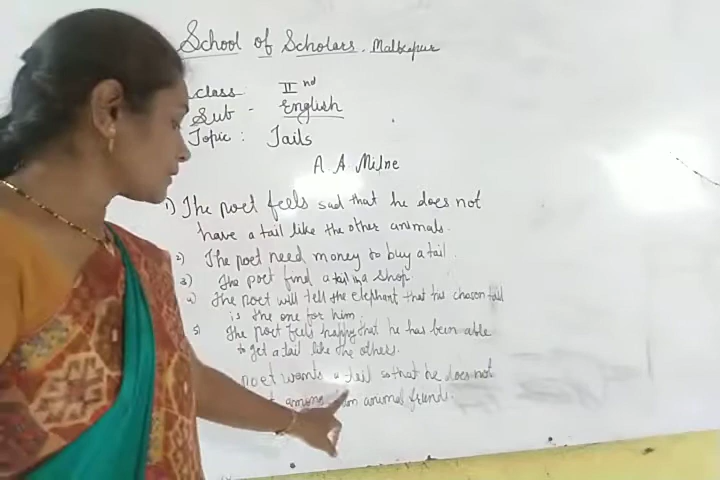 School of Scholars. Malkapur
class: IInd
Sub - English
Topic: Tails
A. A. Milne
1) The poet feels sad that he does not
have a tail like the other animals.
2) The poet need money to buy a tail.
3) The poet find a tail in a shop.
4) The poet will tell the elephant that his chosen tail
is the one for him.
5) The poet feels happy that he has been able
to get a tail like the others.
poet wants a tail so that he does not
among animal friends.